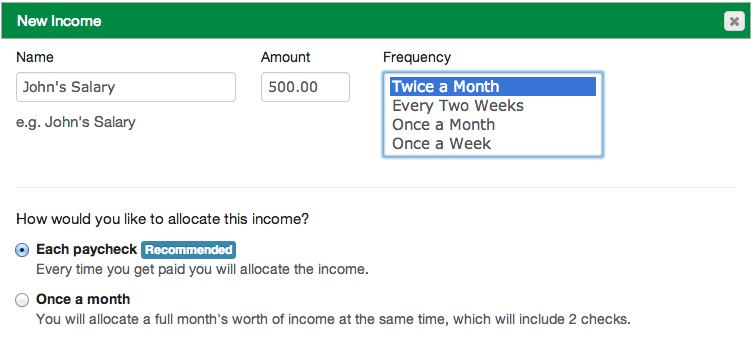 New Income
Name Amount Frequency
John's Salary 500.00 Twice a Month
Every Two Weeks
Once a Month
Once a Week
e.g. John's Salary
How would you like to allocate this income?
Each paycheck Recommended
Every time you get paid you will allocate the income.
Once a month
You will allocate a full month's worth of income at the same time, which will include 2 checks.